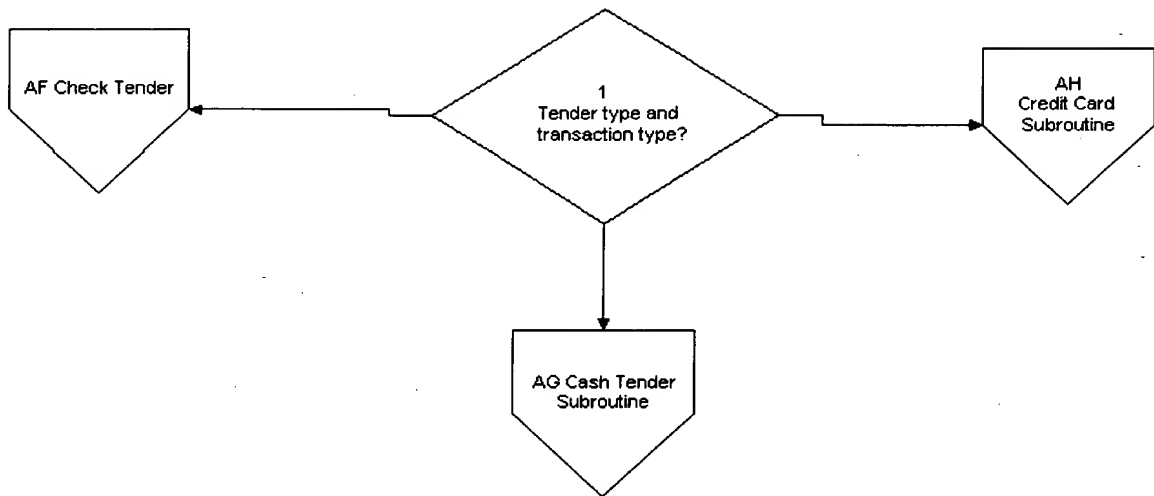 AF Check Tender
1
Tender type and
transaction type?
AH
Credit Card
Subroutine
AG Cash Tender
Subroutine